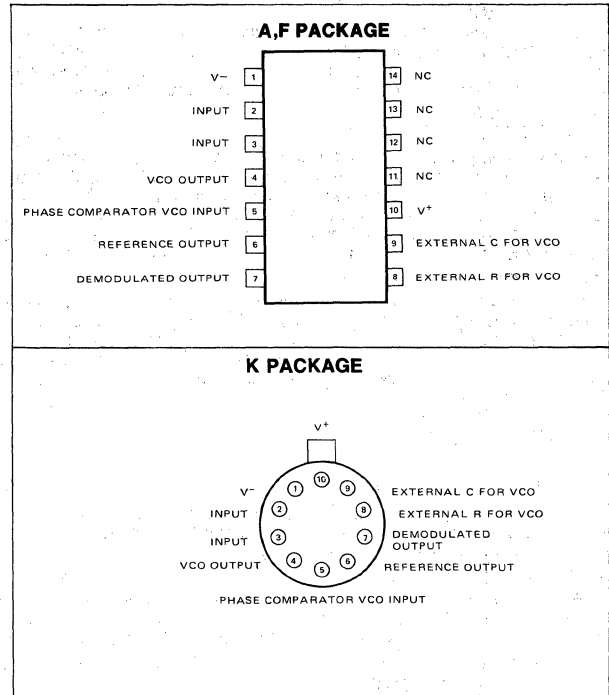 A,F PACKAGE
V− 1 14 NC
INPUT 2 13 NC
INPUT 3 12 NC
VCO OUTPUT 4 11 NC
PHASE COMPARATOR VCO INPUT 5 10 V+
REFERENCE OUTPUT 6 9 EXTERNAL C FOR VCO
DEMODULATED OUTPUT 7 8 EXTERNAL R FOR VCO
K PACKAGE
V+
10
V− 1 9 EXTERNAL C FOR VCO
INPUT 2 8 EXTERNAL R FOR VCO
INPUT 3 7 DEMODULATED
OUTPUT
VCO OUTPUT 4 5 6 REFERENCE OUTPUT
PHASE COMPARATOR VCO INPUT